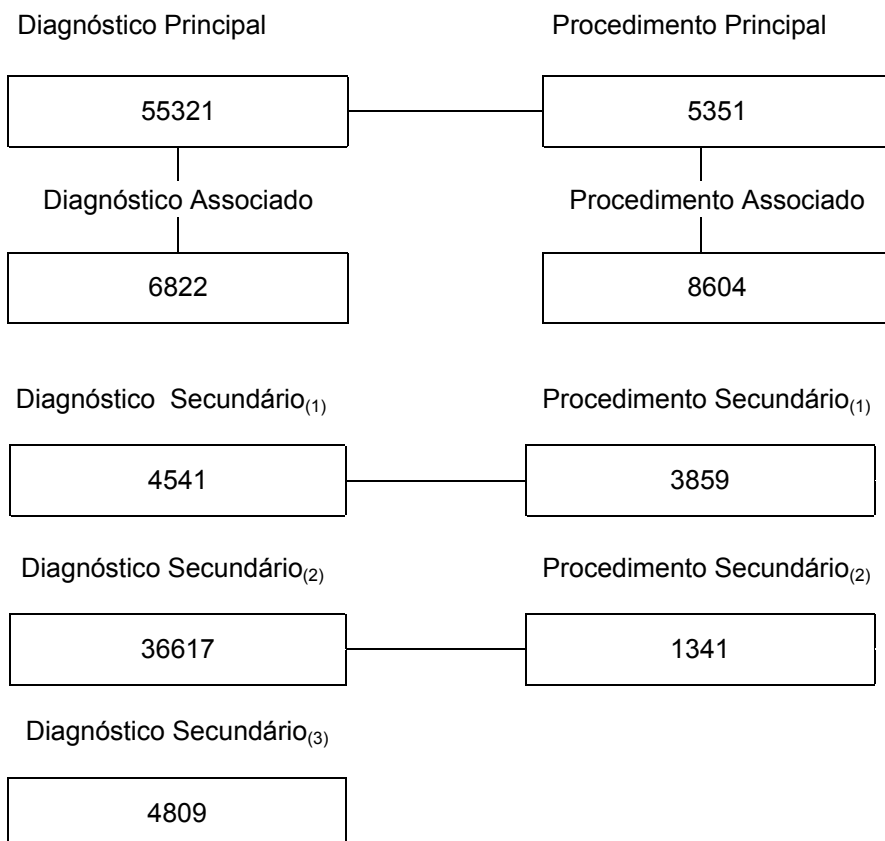 Diagnóstico Principal Procedimento Principal
55321 5351
Diagnóstico Associado Procedimento Associado
6822 8604
Diagnóstico Secundário(1) Procedimento Secundário(1)
4541 3859
Diagnóstico Secundário(2) Procedimento Secundário(2)
36617 1341
Diagnóstico Secundário(3)
4809